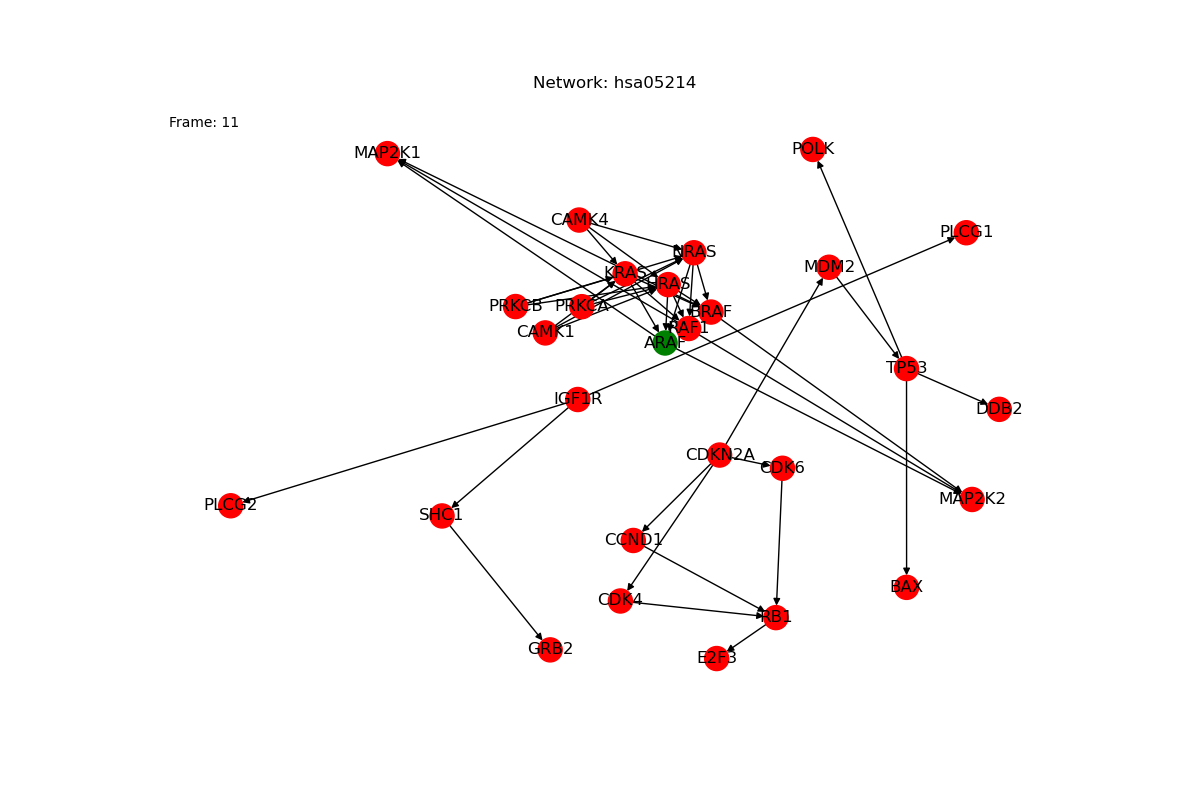 Network: hsa05214
Frame: 11
MAP2K1
POLK
CAMK4
PLCG1
NRAS
MDM2
KRAS
HRAS
PRKCB
PRKCA
BRAF
CAMK1
RAF1
ARAF
TP53
IGF1R
DDB2
CDKN2A
CDK6
MAP2K2
PLCG2
SHC1
CCND1
BAX
CDK4
RB1
GRB2
E2F3